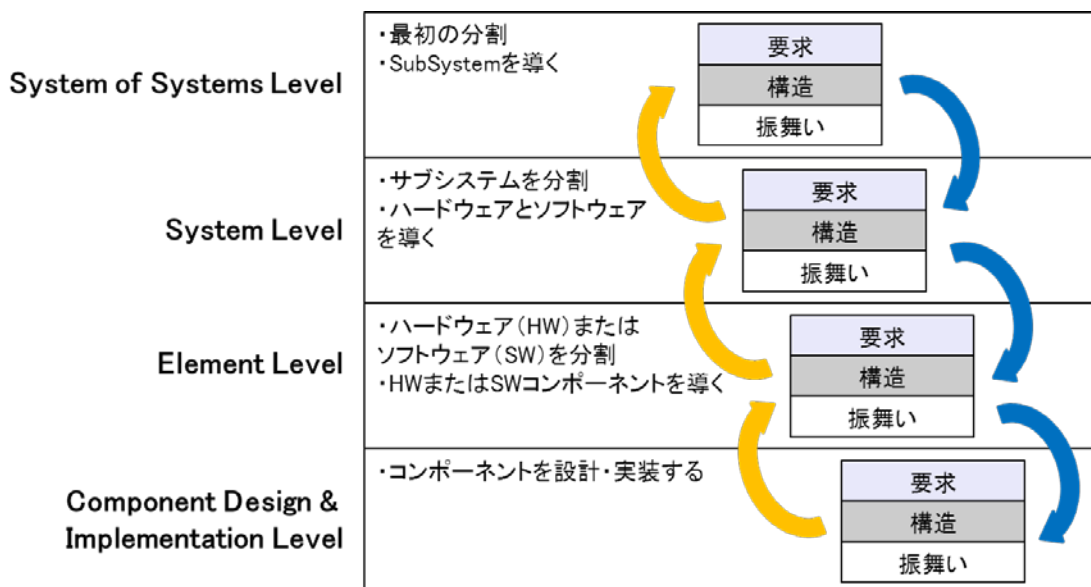 System of Systems Level
・最初の分割
・SubSystemを導く
要求
構造
振舞い
System Level
・サブシステムを分割
・ハードウェアとソフトウェア
を導く
要求
構造
振舞い
Element Level
・ハードウェア(HW)または
ソフトウェア(SW)を分割
・HWまたはSWコンポーネントを導く
要求
構造
振舞い
Component Design &
Implementation Level
・コンポーネントを設計・実装する
要求
構造
振舞い